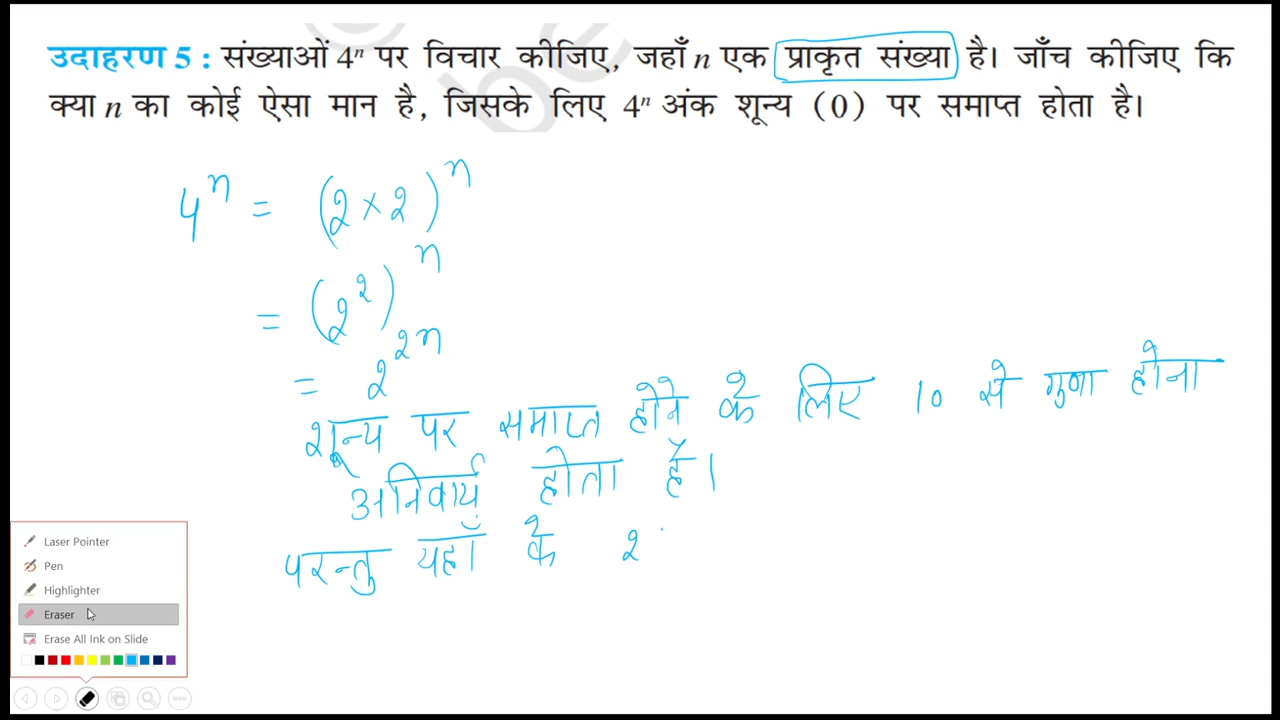 उदाहरण 5 : संख्याओं 4ⁿ पर विचार कीजिए, जहाँ n एक प्राकृत संख्या है। जाँच कीजिए कि
क्या n का कोई ऐसा मान है, जिसके लिए 4ⁿ अंक शून्य (0) पर समाप्त होता है।
4ⁿ = (2 × 2)ⁿ
= (2²)ⁿ
= 2²ⁿ
शून्य पर समाप्त होने के लिए 10 से गुणा होना
अनिवार्य होता है।
परन्तु यहाँ के 2
Laser Pointer
Pen
Highlighter
Eraser
Erase All Ink on Slide